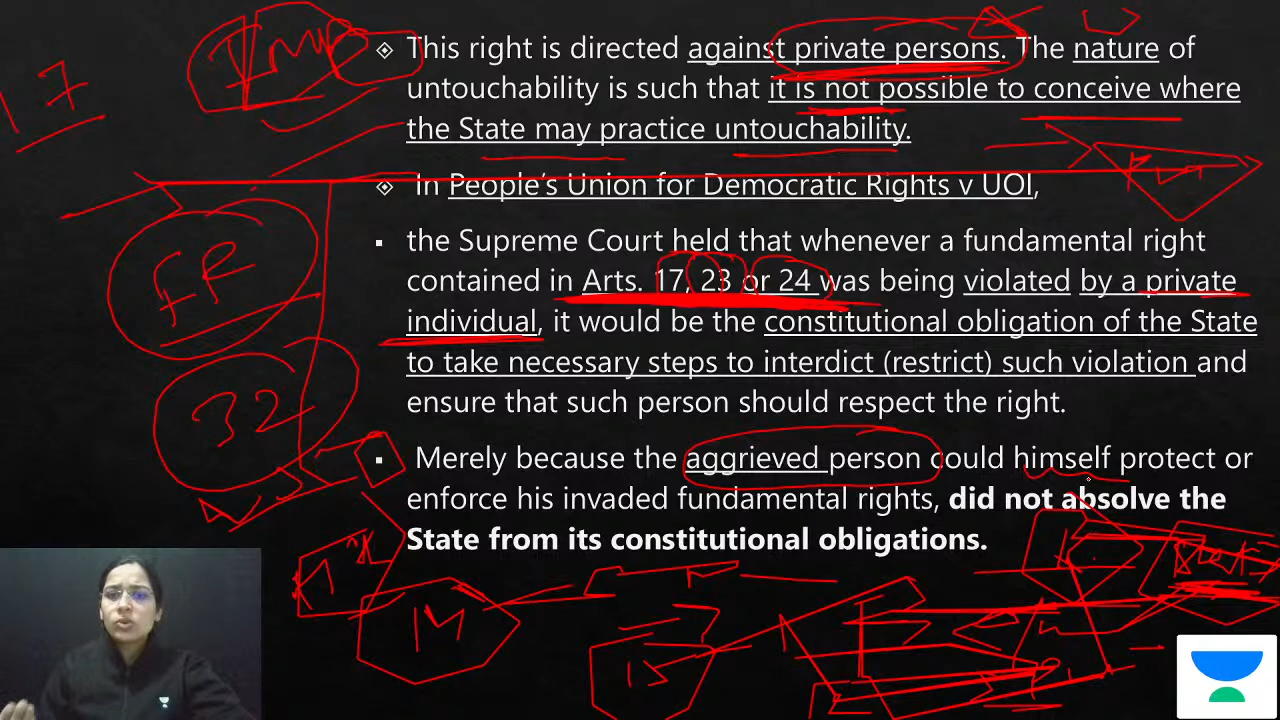 This right is directed against private persons. The nature of
untouchability is such that it is not possible to conceive where
the State may practice untouchability.
In People's Union for Democratic Rights v UOI,
the Supreme Court held that whenever a fundamental right
contained in Arts. 17, 23 or 24 was being violated by a private
individual, it would be the constitutional obligation of the State
to take necessary steps to interdict (restrict) such violation and
ensure that such person should respect the right.
Merely because the aggrieved person could himself protect or
enforce his invaded fundamental rights, did not absolve the
State from its constitutional obligations.
17
Imp
FR
32
14
15